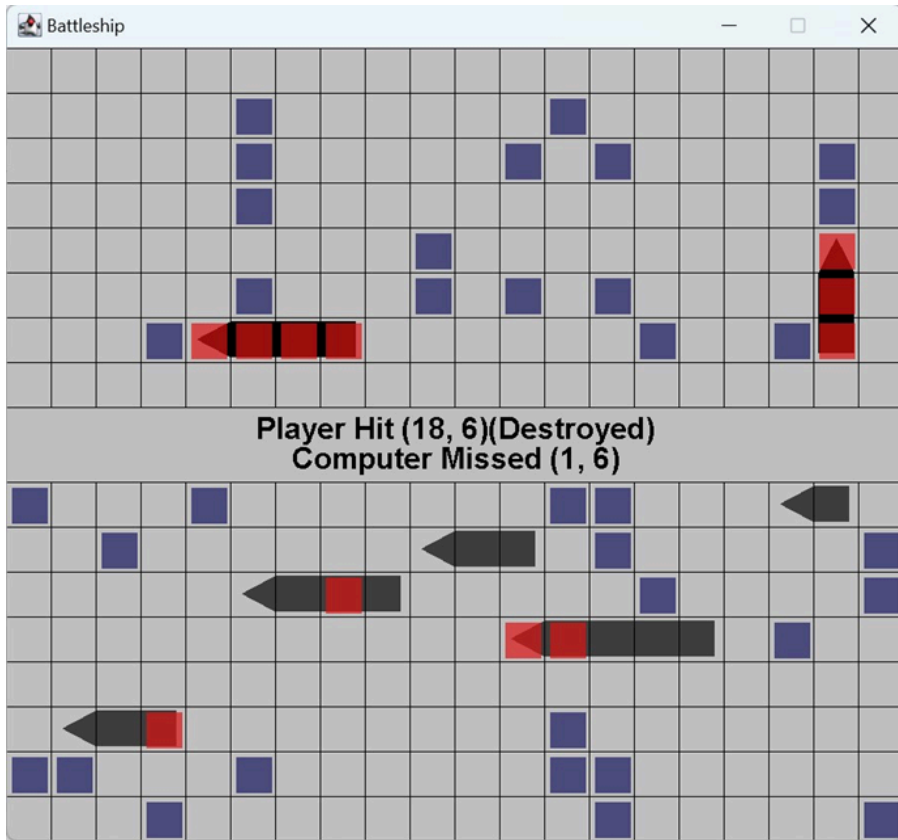 Battleship
Player Hit (18, 6)(Destroyed)
Computer Missed (1, 6)